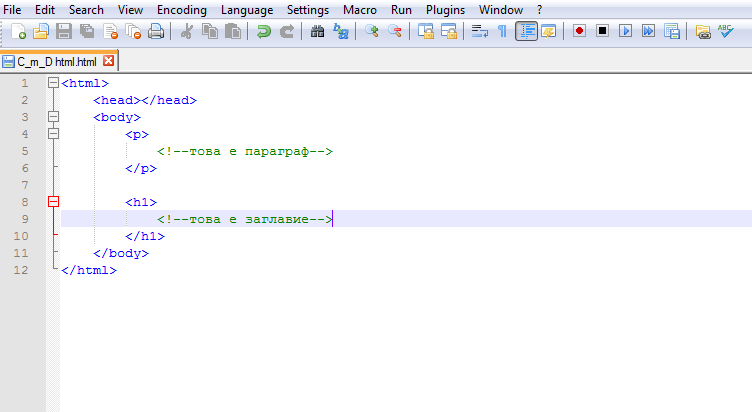 File Edit Search View Encoding Language Settings Macro Run Plugins Window ?
C_m_D html.html
1 <html>
2 <head></head>
3 <body>
4 <p>
5 <!--това е параграф-->
6 </p>
7
8 <h1>
9 <!--това е заглавие-->
10 </h1>
11 </body>
12 </html>